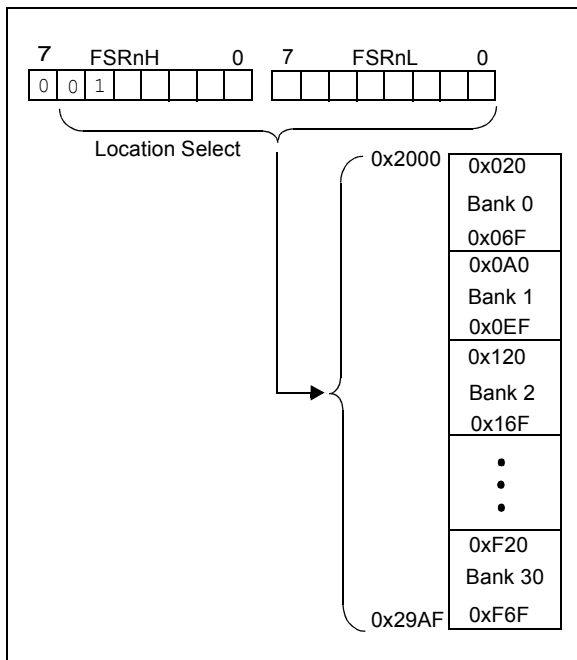 7 FSRnH 0 7 FSRnL 0
0 0 1
Location Select
0x2000
0x020
Bank 0
0x06F
0x0A0
Bank 1
0x0EF
0x120
Bank 2
0x16F
0xF20
Bank 30
0xF6F
0x29AF